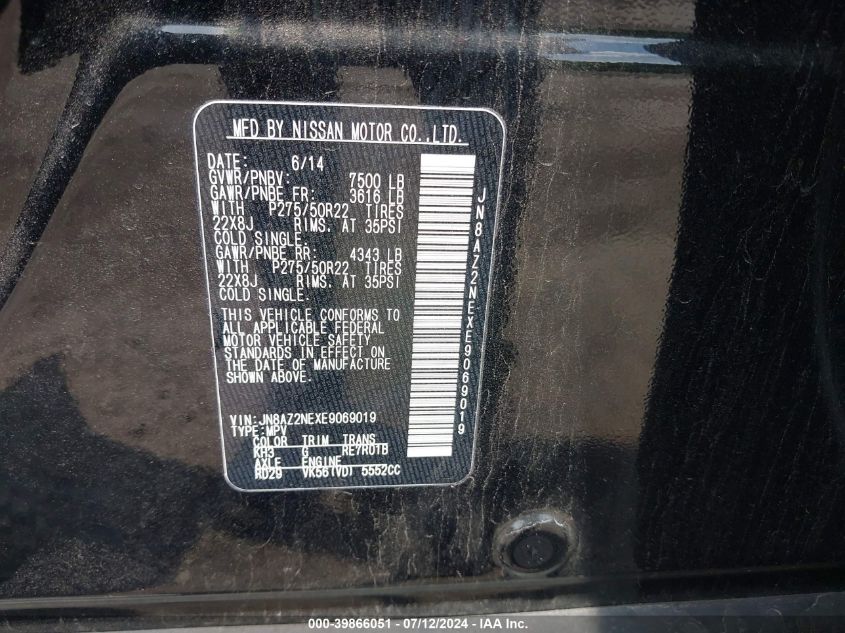 MFD BY NISSAN MOTOR CO.,LTD.
DATE: 6/14
GVWR/PNBV: 7500 LB
GAWR/PNBE FR: 3616 LB
WITH P275/50R22 TIRES
22X8J RIMS. AT 35PSI
COLD SINGLE.
GAWR/PNBE RR: 4343 LB
WITH P275/50R22 TIRES
22X8J RIMS. AT 35PSI
COLD SINGLE.
THIS VEHICLE CONFORMS TO
ALL APPLICABLE FEDERAL
MOTOR VEHICLE SAFETY
STANDARDS IN EFFECT ON
THE DATE OF MANUFACTURE
SHOWN ABOVE.
VIN:JN8AZ2NEXE9069019
TYPE:MPV
COLOR TRIM TRANS
KH3 G RE7R01B
AXLE ENGINE
RD29 VK56(VD) 5552CC
JN8AZ2NEXE9069019
000-39866051 - 07/12/2024 - IAA Inc.